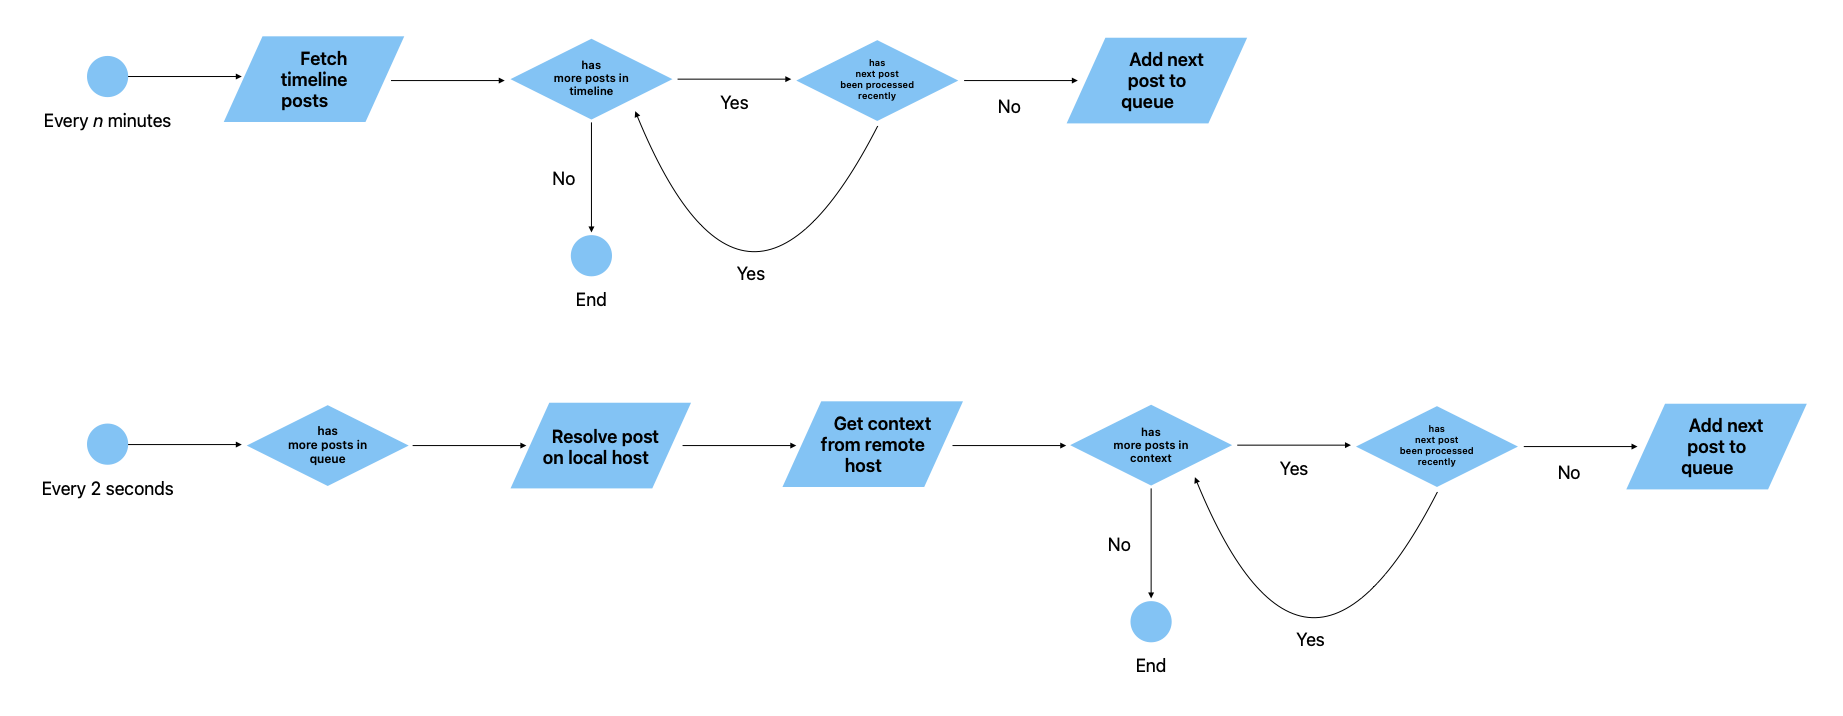 Every n minutes
Fetch
timeline
posts
has
more posts in
timeline
Yes
No
End
has
next post
been processed
recently
Yes
No
Add next
post to
queue
Every 2 seconds
has
more posts in
queue
Resolve post
on local host
Get context
from remote
host
has
more posts in
context
Yes
No
End
has
next post
been processed
recently
Yes
No
Add next
post to
queue